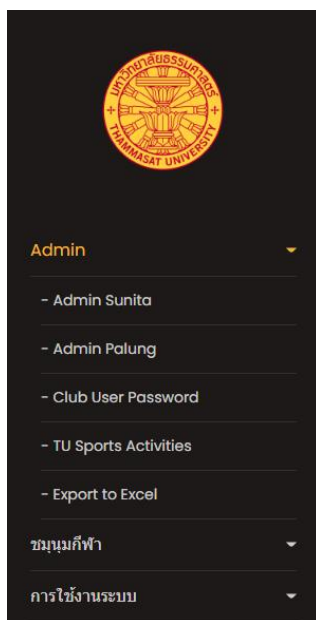 มหาวิทยาลัยธรรมศาสตร์
THAMMASAT UNIVERSITY
Admin
- Admin Sunita
- Admin Palung
- Club User Password
- TU Sports Activities
- Export to Excel
ชมุนุมกีฬา
การใช้งานระบบ